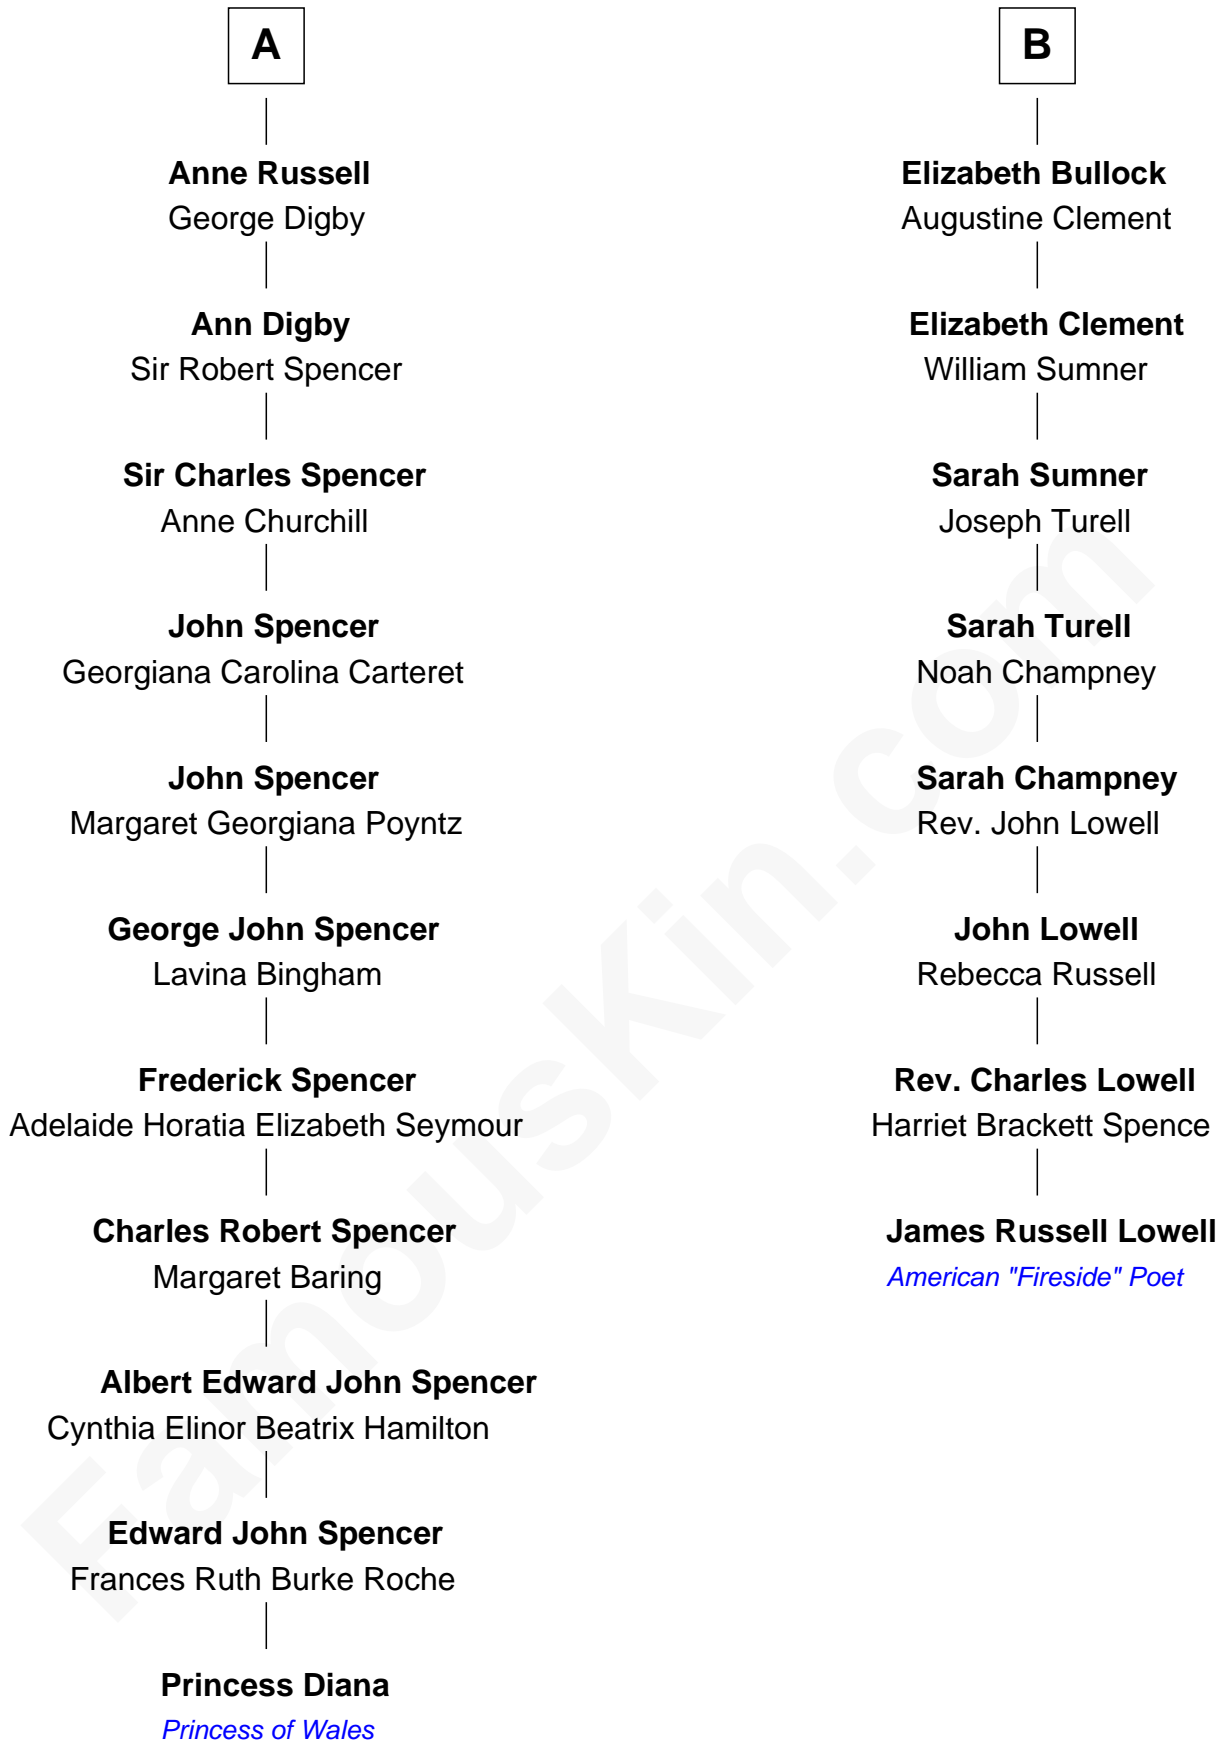 A
Anne Russell
George Digby
Ann Digby
Sir Robert Spencer
Sir Charles Spencer
Anne Churchill
John Spencer
Georgiana Carolina Carteret
John Spencer
Margaret Georgiana Poyntz
George John Spencer
Lavina Bingham
Frederick Spencer
Adelaide Horatia Elizabeth Seymour
Charles Robert Spencer
Margaret Baring
Albert Edward John Spencer
Cynthia Elinor Beatrix Hamilton
Edward John Spencer
Frances Ruth Burke Roche
Princess Diana
Princess of Wales
B
Elizabeth Bullock
Augustine Clement
Elizabeth Clement
William Sumner
Sarah Sumner
Joseph Turell
Sarah Turell
Noah Champney
Sarah Champney
Rev. John Lowell
John Lowell
Rebecca Russell
Rev. Charles Lowell
Harriet Brackett Spence
James Russell Lowell
American "Fireside" Poet
FamousKin.com